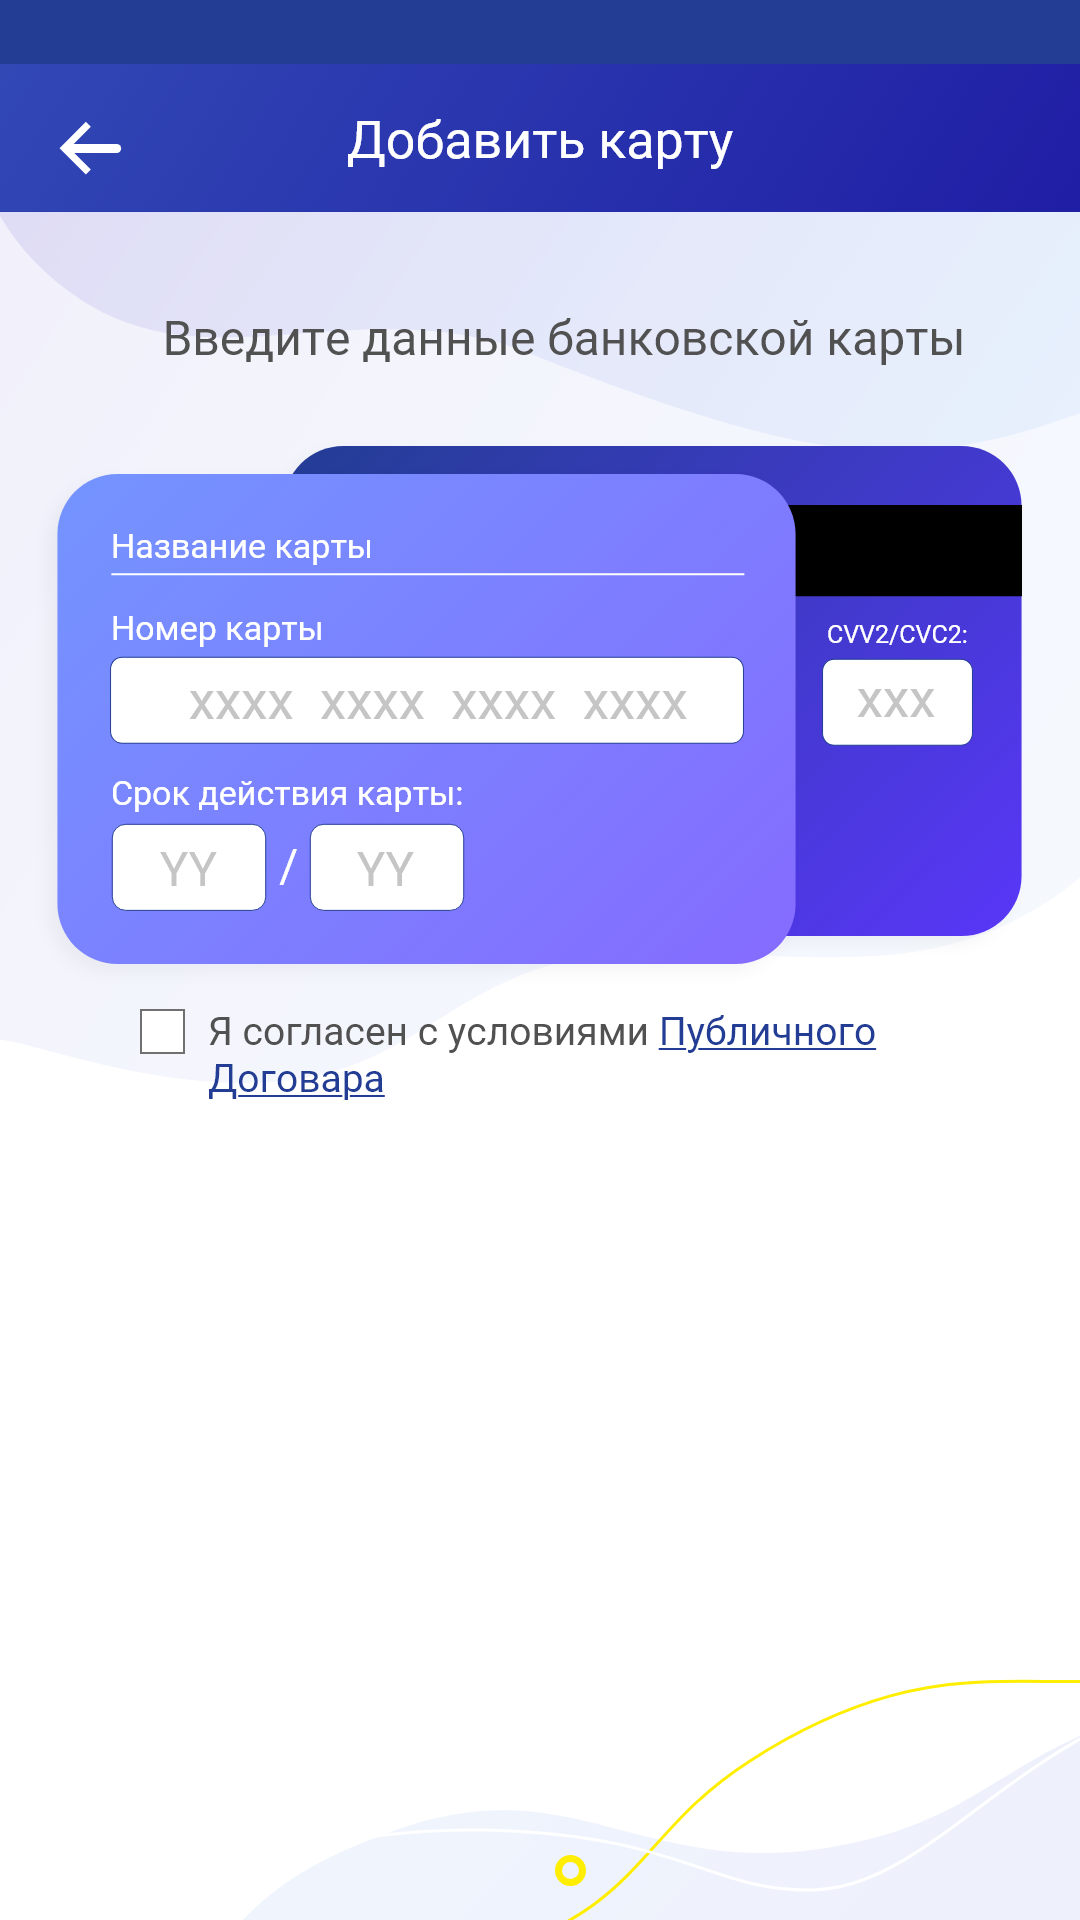 Добавить карту
Введите данные банковской карты
Название карты
Номер карты
XXXX XXXX XXXX XXXX
CVV2/CVC2:
XXX
Срок действия карты:
YY / YY
Я согласен с условиями Публичного
Договара